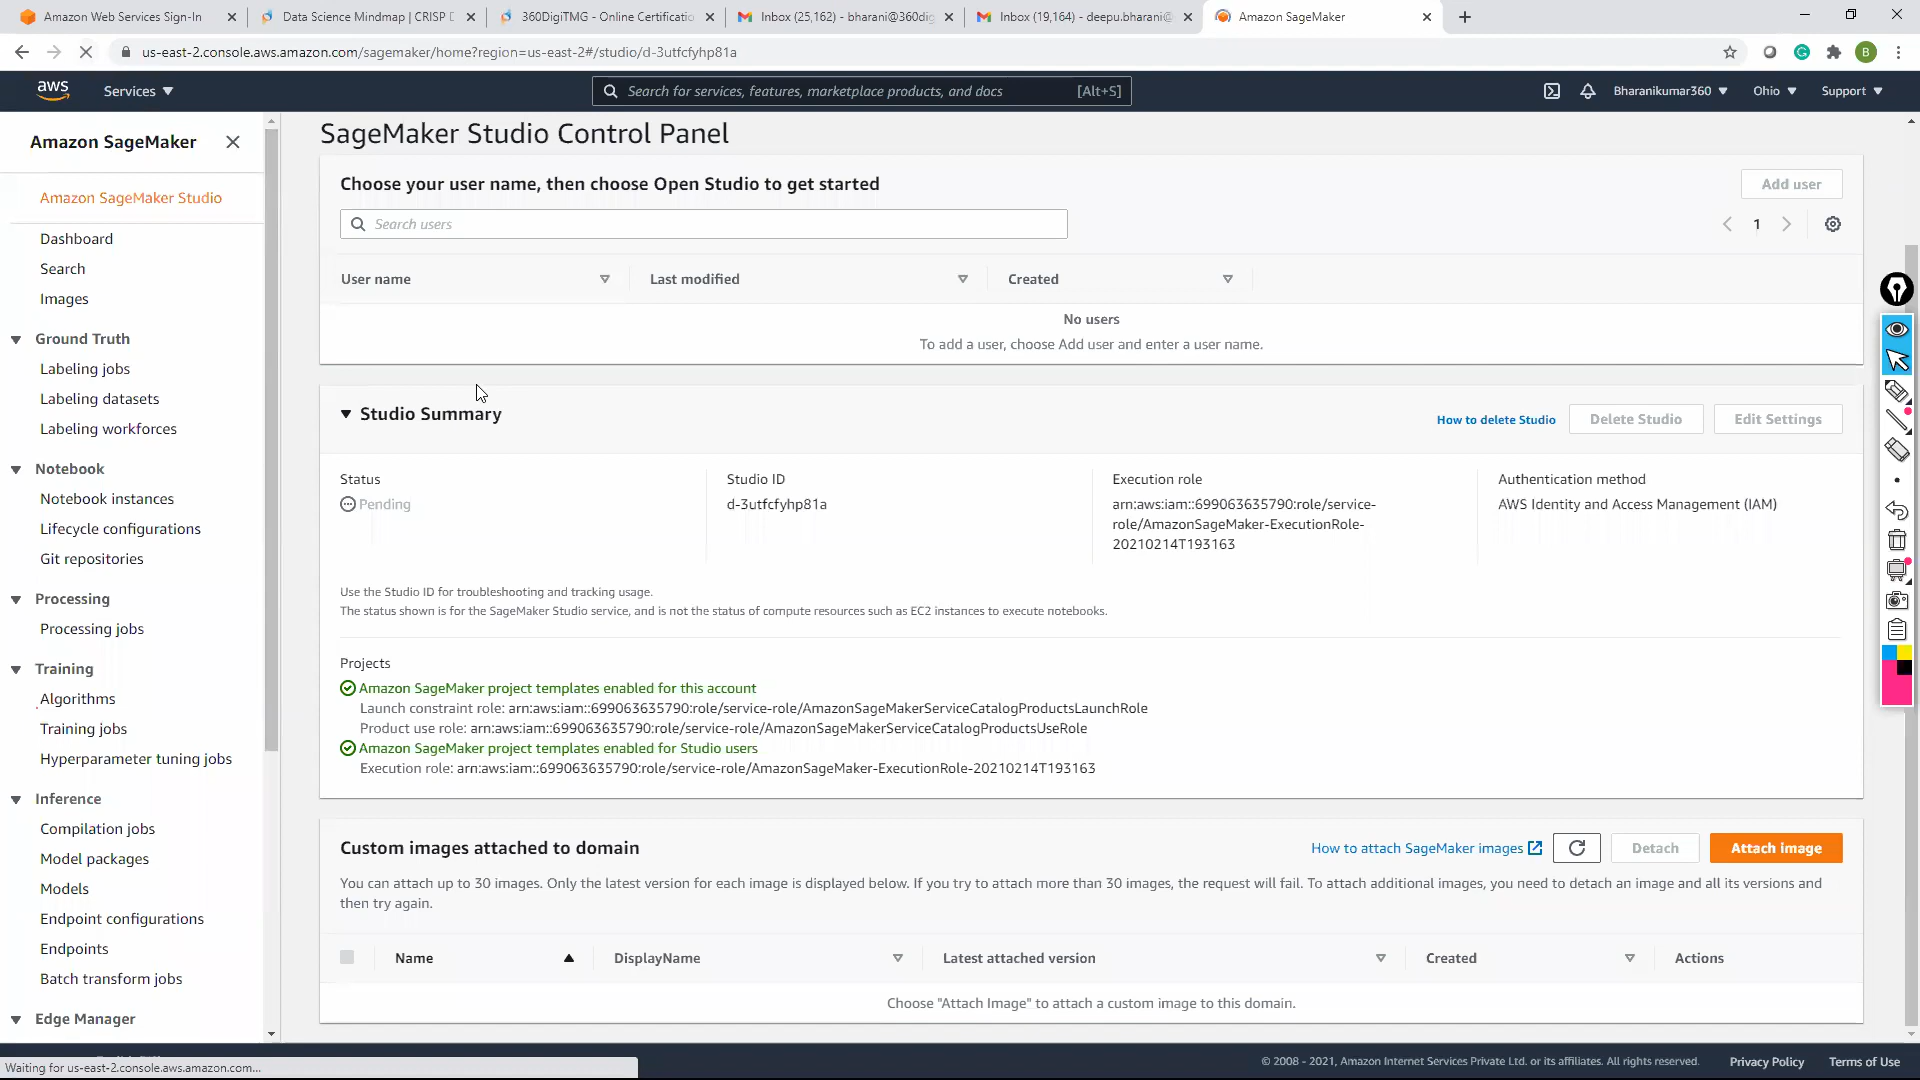 Amazon Web Services Sign-In
Data Science Mindmap | CRISP D
360DigiTMG - Online Certificatio
Inbox (25,162) - bharani@360dig
Inbox (19,164) - deepu.bharani@
Amazon SageMaker
us-east-2.console.aws.amazon.com/sagemaker/home?region=us-east-2#/studio/d-3utfcfyhp81a
B
aws
Services
Search for services, features, marketplace products, and docs
[Alt+S]
Bharanikumar360
Ohio
Support
Amazon SageMaker
Amazon SageMaker Studio
Dashboard
Search
Images
Ground Truth
Labeling jobs
Labeling datasets
Labeling workforces
Notebook
Notebook instances
Lifecycle configurations
Git repositories
Processing
Processing jobs
Training
Algorithms
Training jobs
Hyperparameter tuning jobs
Inference
Compilation jobs
Model packages
Models
Endpoint configurations
Endpoints
Batch transform jobs
Edge Manager
SageMaker Studio Control Panel
Choose your user name, then choose Open Studio to get started
Add user
Search users
1
User name
Last modified
Created
No users
To add a user, choose Add user and enter a user name.
Studio Summary
How to delete Studio
Delete Studio
Edit Settings
Status
Pending
Studio ID
d-3utfcfyhp81a
Execution role
arn:aws:iam::699063635790:role/service-
role/AmazonSageMaker-ExecutionRole-
20210214T193163
Authentication method
AWS Identity and Access Management (IAM)
Use the Studio ID for troubleshooting and tracking usage.
The status shown is for the SageMaker Studio service, and is not the status of compute resources such as EC2 instances to execute notebooks.
Projects
Amazon SageMaker project templates enabled for this account
Launch constraint role: arn:aws:iam::699063635790:role/service-role/AmazonSageMakerServiceCatalogProductsLaunchRole
Product use role: arn:aws:iam::699063635790:role/service-role/AmazonSageMakerServiceCatalogProductsUseRole
Amazon SageMaker project templates enabled for Studio users
Execution role: arn:aws:iam::699063635790:role/service-role/AmazonSageMaker-ExecutionRole-20210214T193163
Custom images attached to domain
How to attach SageMaker images
Detach
Attach image
You can attach up to 30 images. Only the latest version for each image is displayed below. If you try to attach more than 30 images, the request will fail. To attach additional images, you need to detach an image and all its versions and
then try again.
Name
DisplayName
Latest attached version
Created
Actions
Choose "Attach Image" to attach a custom image to this domain.
Waiting for us-east-2.console.aws.amazon.com...
© 2008 - 2021, Amazon Internet Services Private Ltd. or its affiliates. All rights reserved.
Privacy Policy
Terms of Use